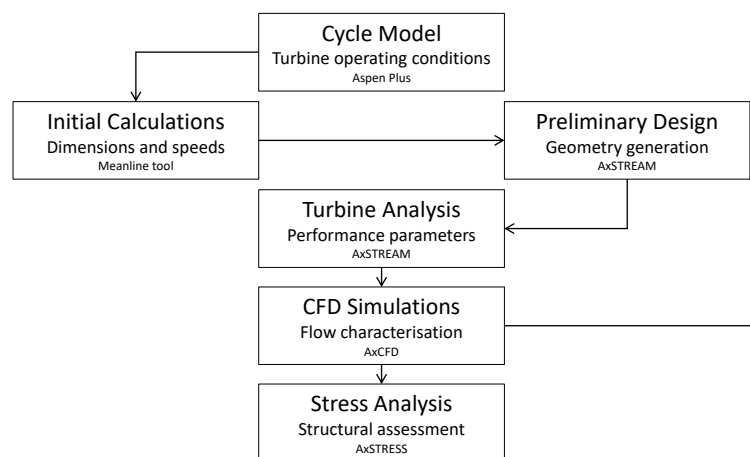 Cycle Model
Turbine operating conditions
Aspen Plus
Initial Calculations
Dimensions and speeds
Meanline tool
Preliminary Design
Geometry generation
AxSTREAM
Turbine Analysis
Performance parameters
AxSTREAM
CFD Simulations
Flow characterisation
AxCFD
Stress Analysis
Structural assessment
AxSTRESS